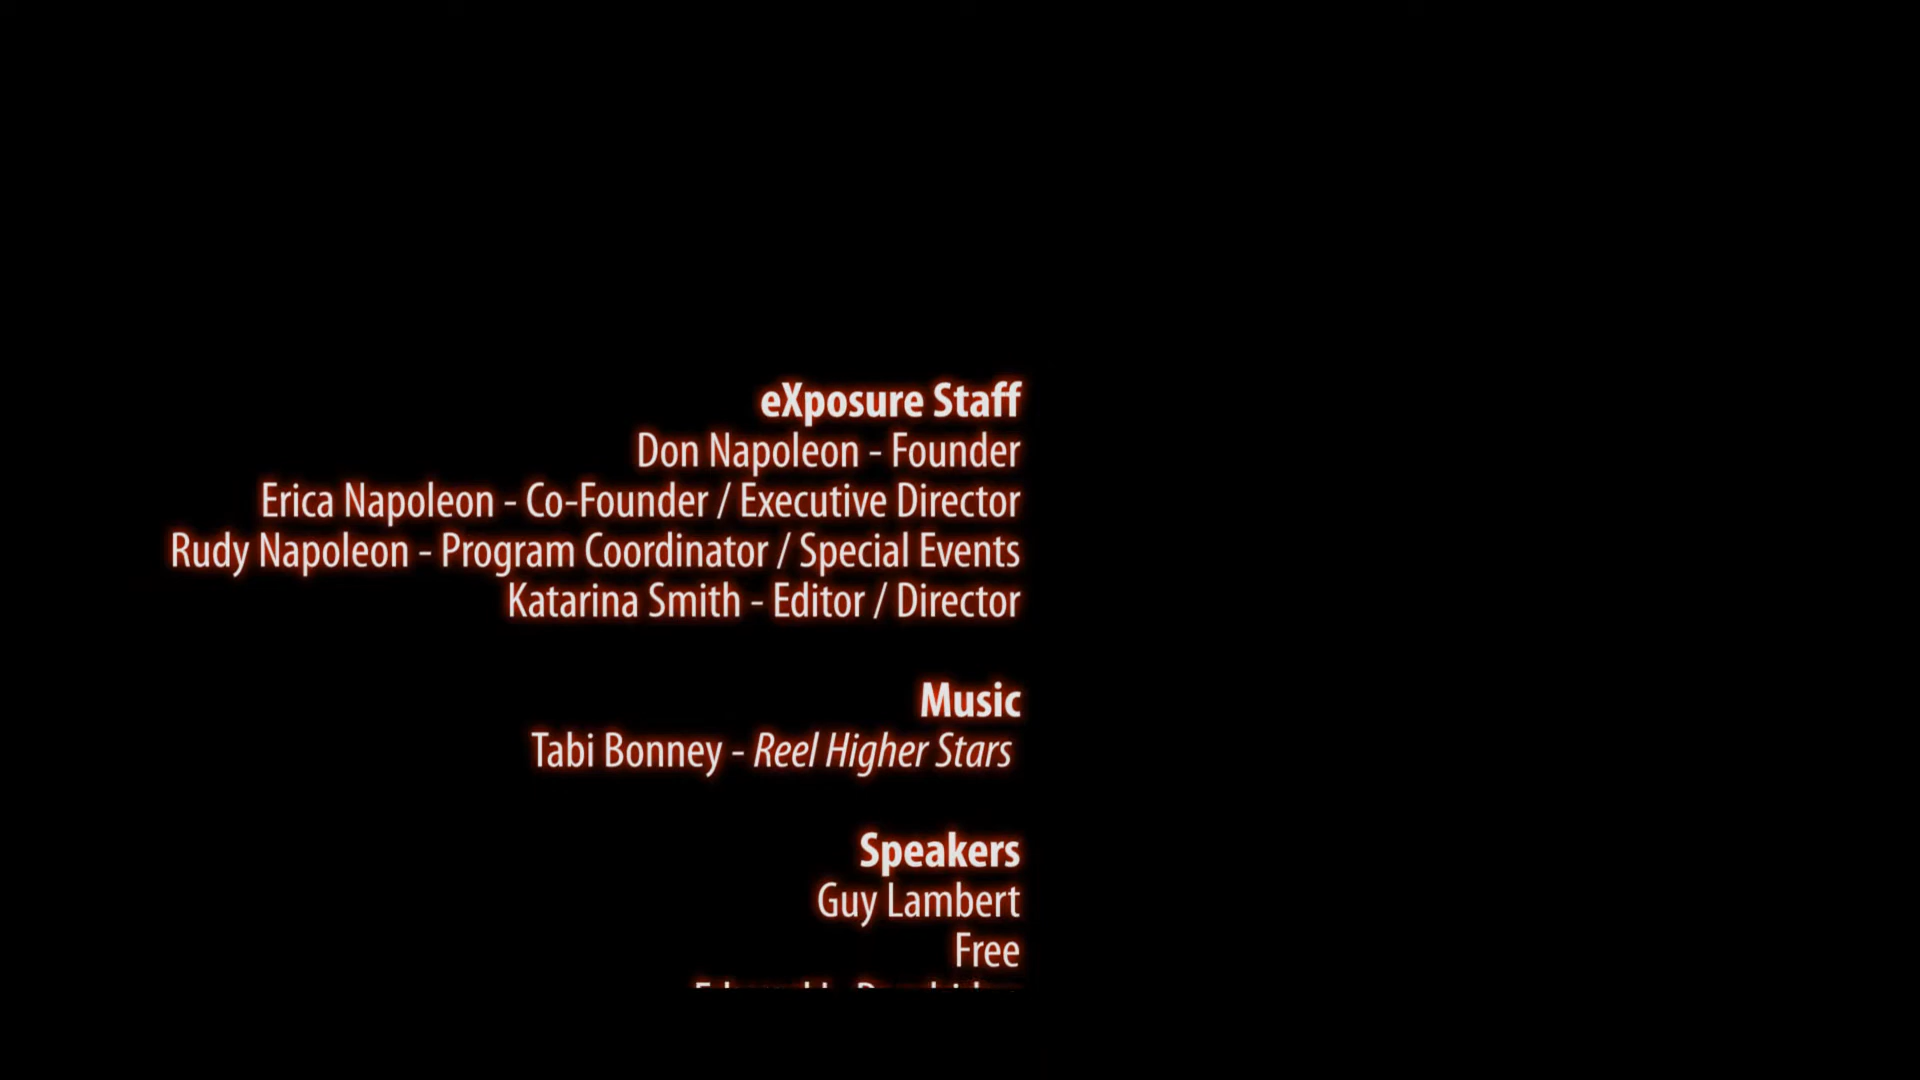 eXposure Staff
Don Napoleon - Founder
Erica Napoleon - Co-Founder / Executive Director
Rudy Napoleon - Program Coordinator / Special Events
Katarina Smith - Editor / Director
Music
Tabi Bonney - Reel Higher Stars
Speakers
Guy Lambert
Free